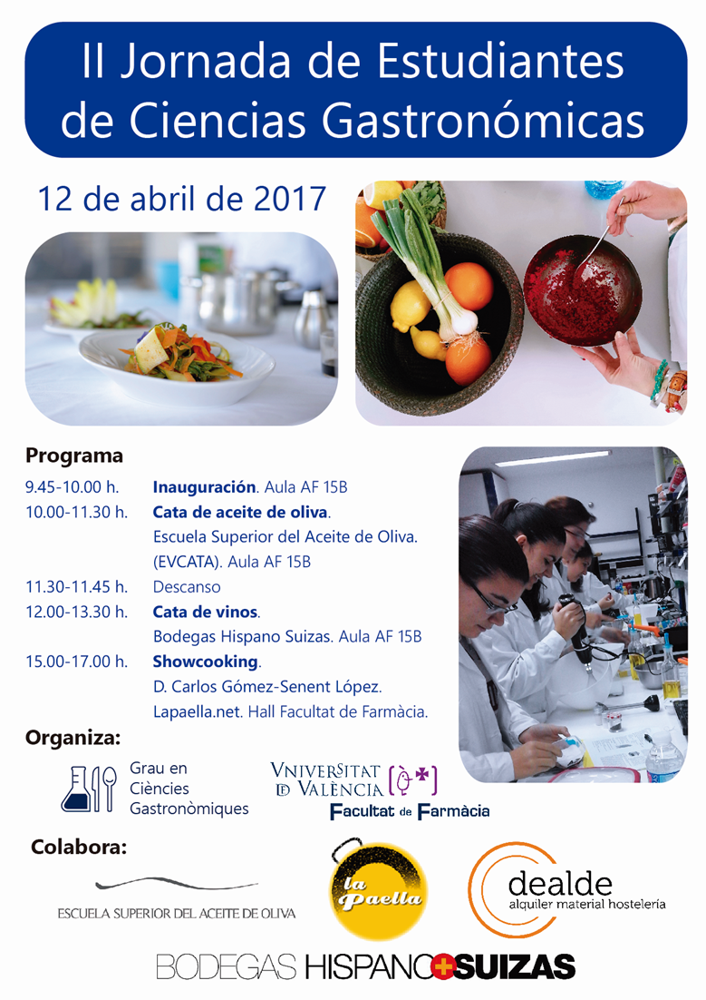 II Jornada de Estudiantes
de Ciencias Gastronómicas
12 de abril de 2017
Programa
9.45-10.00 h. Inauguración. Aula AF 15B
10.00-11.30 h. Cata de aceite de oliva.
Escuela Superior del Aceite de Oliva.
(EVCATA). Aula AF 15B
11.30-11.45 h. Descanso
12.00-13.30 h. Cata de vinos.
Bodegas Hispano Suizas. Aula AF 15B
15.00-17.00 h. Showcooking.
D. Carlos Gómez-Senent López.
Lapaella.net. Hall Facultat de Farmàcia.
Organiza:
Grau en
Ciències
Gastronòmiques
VNIVERSITAT
DE VALÈNCIA
Facultat de Farmàcia
Colabora:
ESCUELA SUPERIOR DEL ACEITE DE OLIVA
la
Paella
dealde
alquiler material hostelería
BODEGAS HISPANO+SUIZAS